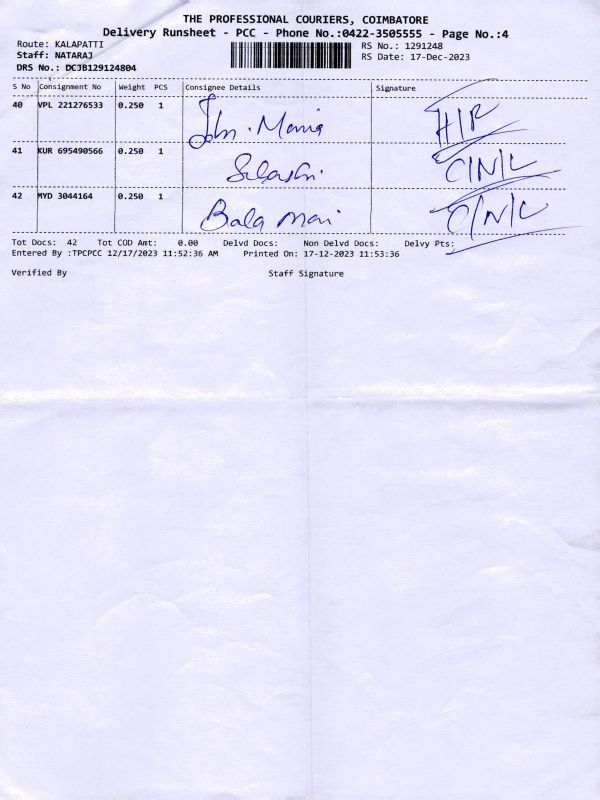 THE PROFESSIONAL COURIERS, COIMBATORE
Delivery Runsheet - PCC - Phone No.:0422-3505555 - Page No.:4
Route: KALAPATTI RS No.: 1291248
Staff: NATARAJ RS Date: 17-Dec-2023
DRS No.: DCJB129124804
S No Consignment No Weight PCS Consignee Details Signature
40 VPL 221276533 0.250 1 John. H/P
41 KUR 695490566 0.250 1 C/N/C
42 MYD 3044164 0.250 1 Bala Mari C/N/C
Tot Docs: 42 Tot COD Amt: 0.00 Delvd Docs: Non Delvd Docs: Delvy Pts:
Entered By :TPCPCC 12/17/2023 11:52:36 AM Printed On: 17-12-2023 11:53:36
Verified By Staff Signature